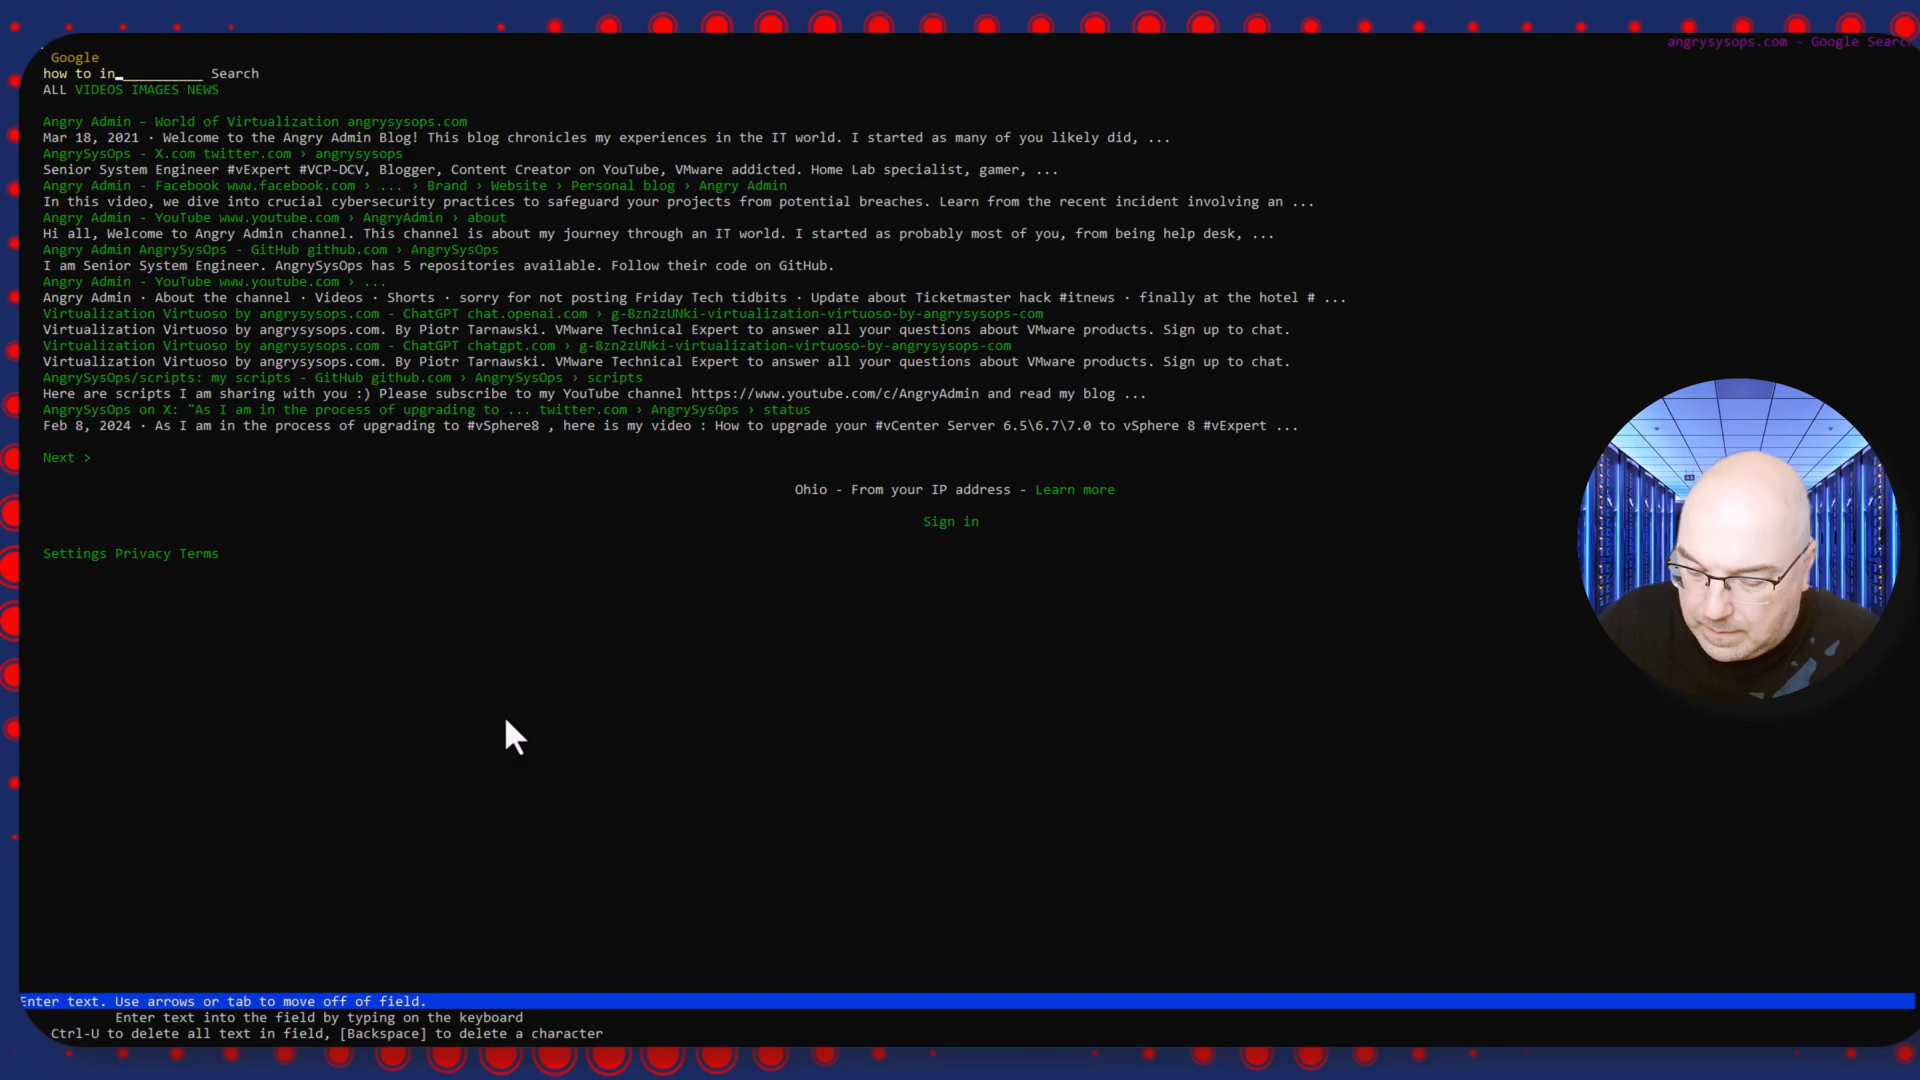 angrysysops.com - Google Search
Google
how to in__________ Search
ALL VIDEOS IMAGES NEWS
Angry Admin – World of Virtualization angrysysops.com
Mar 18, 2021 · Welcome to the Angry Admin Blog! This blog chronicles my experiences in the IT world. I started as many of you likely did, ...
AngrySysOps - X.com twitter.com › angrysysops
Senior System Engineer #vExpert #VCP-DCV, Blogger, Content Creator on YouTube, VMware addicted. Home Lab specialist, gamer, ...
Angry Admin - Facebook www.facebook.com › ... › Brand › Website › Personal blog › Angry Admin
In this video, we dive into crucial cybersecurity practices to safeguard your projects from potential breaches. Learn from the recent incident involving an ...
Angry Admin - YouTube www.youtube.com › AngryAdmin › about
Hi all, Welcome to Angry Admin channel. This channel is about my journey through an IT world. I started as probably most of you, from being help desk, ...
Angry Admin AngrySysOps - GitHub github.com › AngrySysOps
I am Senior System Engineer. AngrySysOps has 5 repositories available. Follow their code on GitHub.
Angry Admin - YouTube www.youtube.com › ...
Angry Admin · About the channel · Videos · Shorts · sorry for not posting Friday Tech tidbits · Update about Ticketmaster hack #itnews · finally at the hotel # ...
Virtualization Virtuoso by angrysysops.com - ChatGPT chat.openai.com › g-8zn2zUNki-virtualization-virtuoso-by-angrysysops-com
Virtualization Virtuoso by angrysysops.com. By Piotr Tarnawski. VMware Technical Expert to answer all your questions about VMware products. Sign up to chat.
Virtualization Virtuoso by angrysysops.com - ChatGPT chatgpt.com › g-8zn2zUNki-virtualization-virtuoso-by-angrysysops-com
Virtualization Virtuoso by angrysysops.com. By Piotr Tarnawski. VMware Technical Expert to answer all your questions about VMware products. Sign up to chat.
AngrySysOps/scripts: my scripts - GitHub github.com › AngrySysOps › scripts
Here are scripts I am sharing with you :) Please subscribe to my YouTube channel https://www.youtube.com/c/AngryAdmin and read my blog ...
AngrySysOps on X: "As I am in the process of upgrading to ... twitter.com › AngrySysOps › status
Feb 8, 2024 · As I am in the process of upgrading to #vSphere8 , here is my video : How to upgrade your #vCenter Server 6.5\6.7\7.0 to vSphere 8 #vExpert ...
Next >
Ohio - From your IP address - Learn more
Sign in
Settings Privacy Terms
Enter text. Use arrows or tab to move off of field.
Enter text into the field by typing on the keyboard
Ctrl-U to delete all text in field, [Backspace] to delete a character